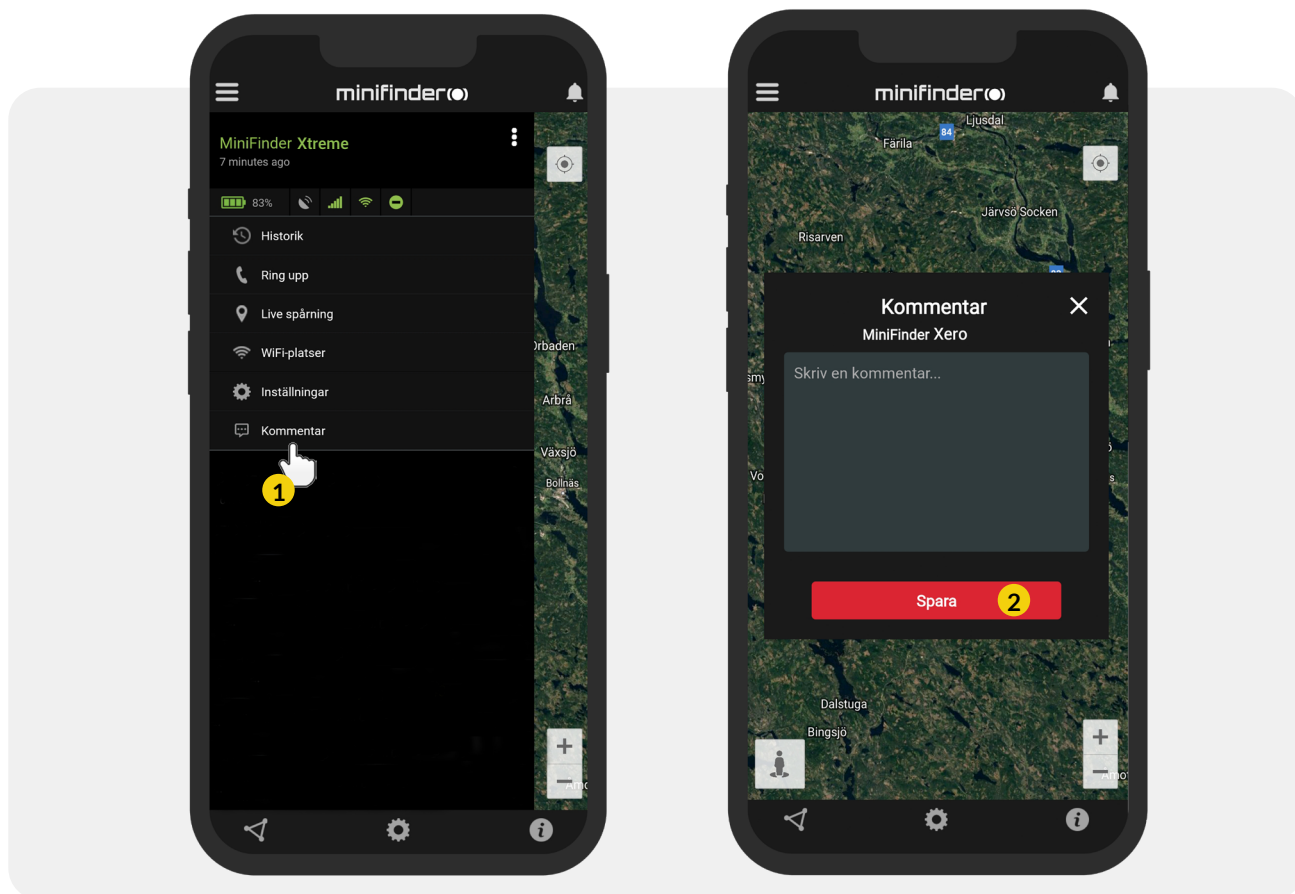 minifinder
MiniFinder Xtreme
7 minutes ago
83%
Historik
Ring upp
Live spårning
WiFi-platser
Inställningar
Kommentar
1
Orbaden
Arbrå
Växsjö
Bollnäs
minifinder
Ljusdal
84
Färila
Järvsö Socken
Risarven
Kommentar
MiniFinder Xero
Skriv en kommentar...
Spara
2
Dalstuga
Bingsjö